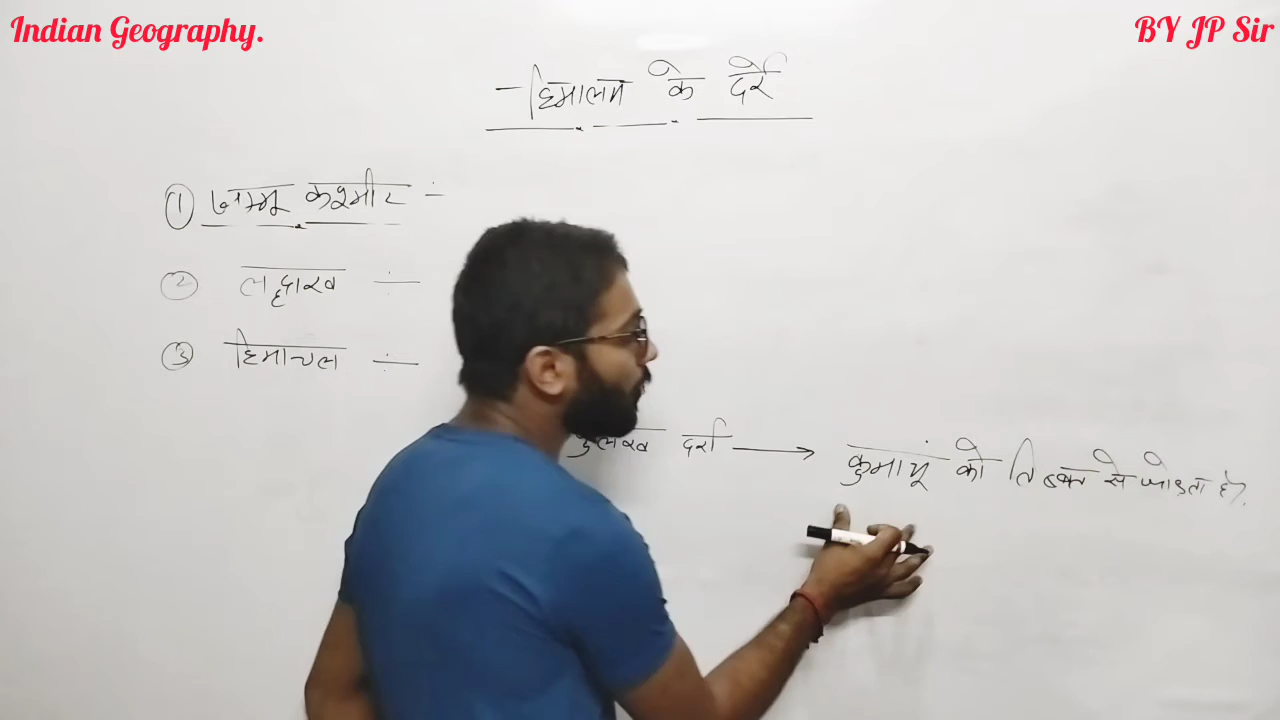 Indian Geography.
BY JP Sir
- हिमालय के दर्रे
① जम्मू कश्मीर ÷
② लद्दाख ÷
③ हिमाचल ÷
दर्रा → कुमायूं को तिब्बत से जोड़ता है।